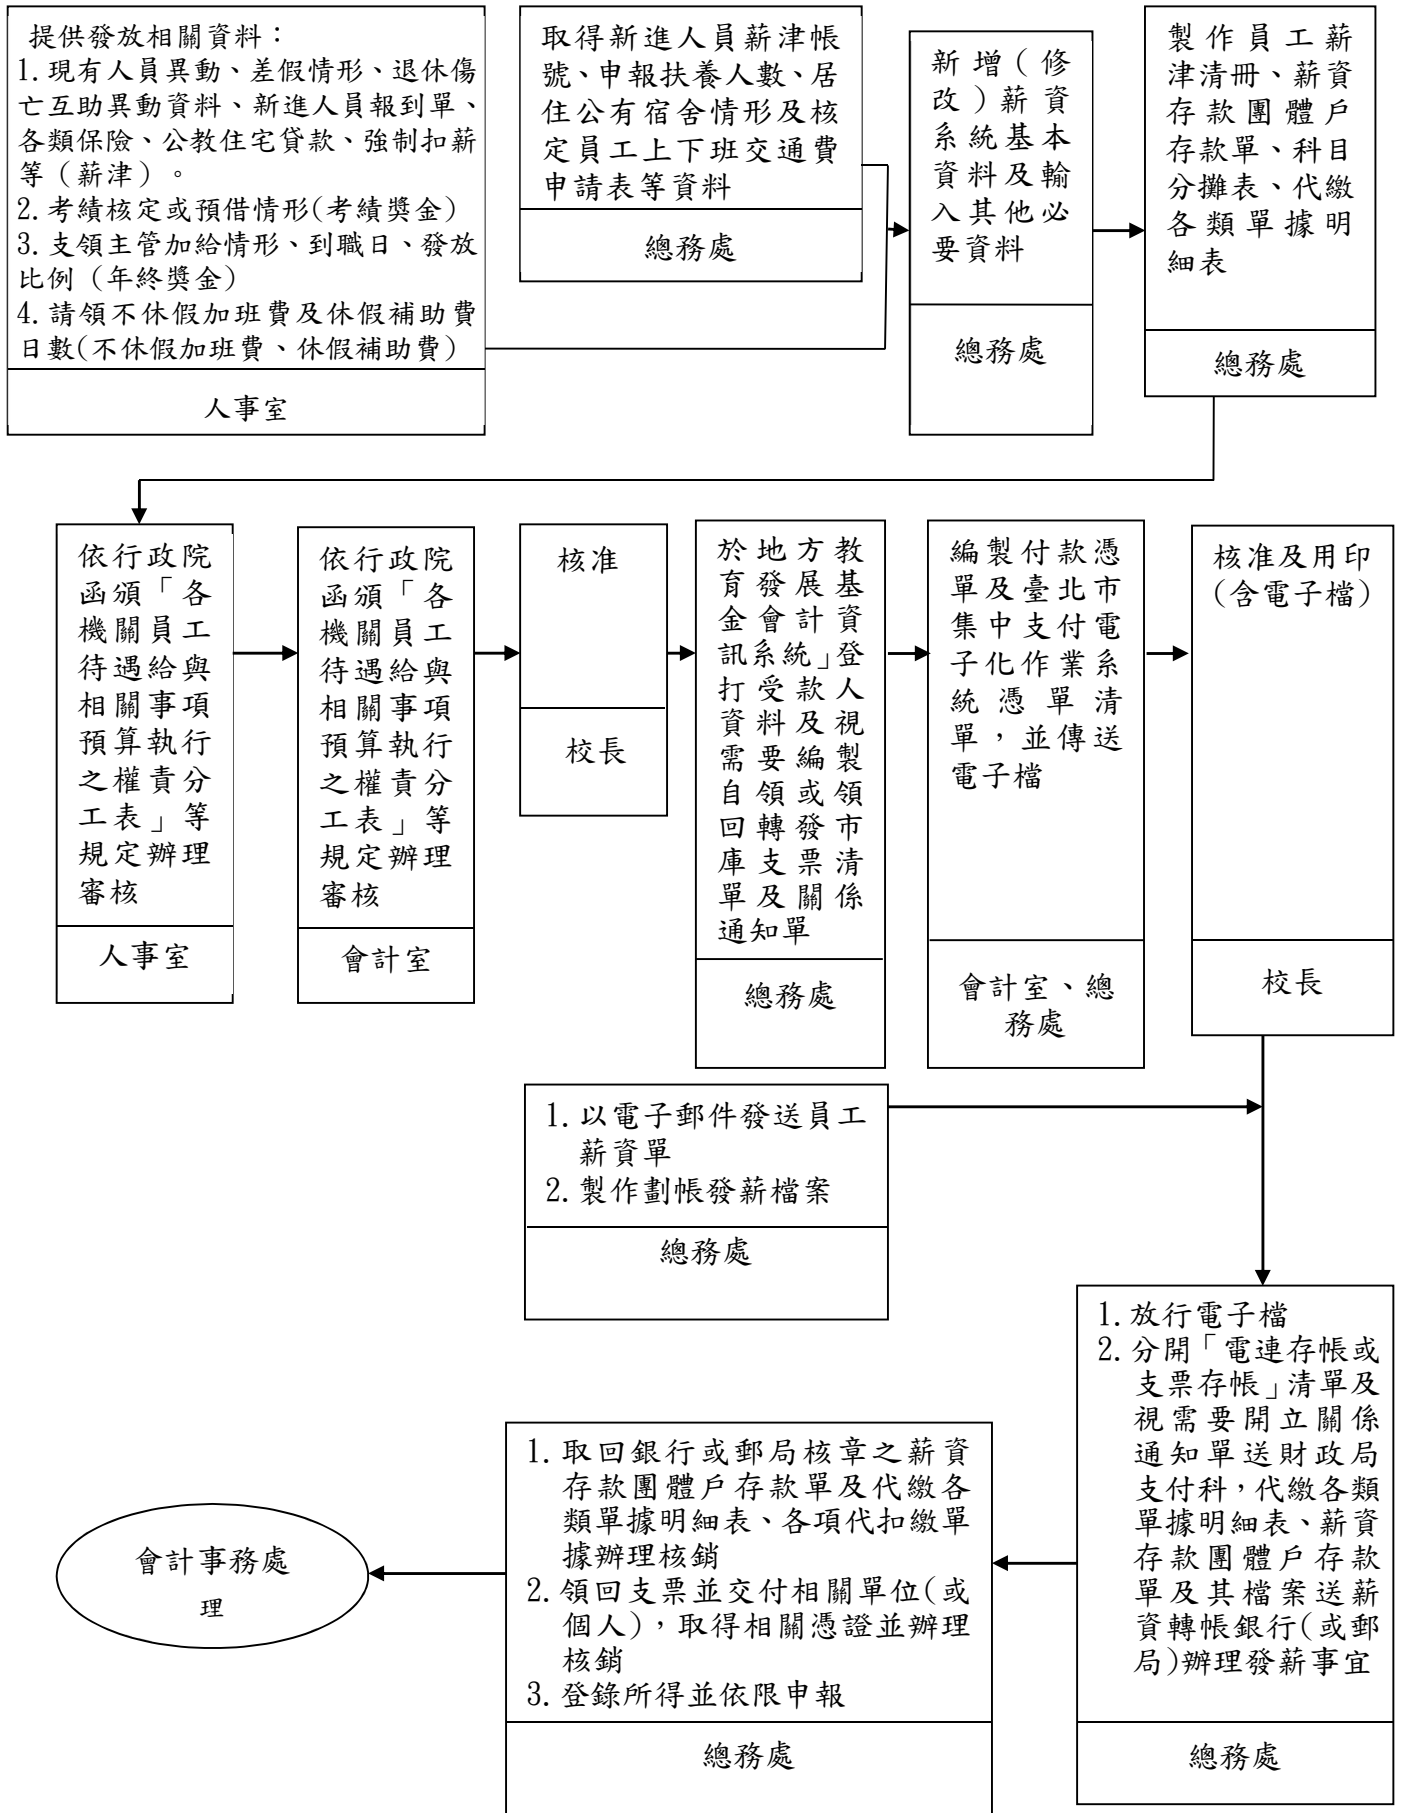 提供發放相關資料：
1.現有人員異動、差假情形、退休傷
亡互助異動資料、新進人員報到單、
各類保險、公教住宅貸款、強制扣薪
等（薪津）。
2.考績核定或預借情形(考績獎金)
3.支領主管加給情形、到職日、發放
比例（年終獎金)
4.請領不休假加班費及休假補助費
日數(不休假加班費、休假補助費)
人事室
取得新進人員薪津帳
號、申報扶養人數、居
住公有宿舍情形及核
定員工上下班交通費
申請表等資料
總務處
新增（修
改）薪資
系統基本
資料及輸
入其他必
要資料
總務處
製作員工薪
津清冊、薪資
存款團體戶
存款單、科目
分攤表、代繳
各類單據明
細表
總務處
依行政院
函頒「各
機關員工
待遇給與
相關事項
預算執行
之權責分
工表」等
規定辦理
審核
人事室
依行政院
函頒「各
機關員工
待遇給與
相關事項
預算執行
之權責分
工表」等
規定辦理
審核
會計室
核准
校長
於地方教
育發展基
金會計資
訊系統」登
打受款人
資料及視
需要編製
自領或領
回轉發市
庫支票清
單及關係
通知單
總務處
編製付款憑
單及臺北市
集中支付電
子化作業系
統憑單清
單，並傳送
電子檔
會計室、總
務處
核准及用印
(含電子檔)
校長
1.以電子郵件發送員工
薪資單
2.製作劃帳發薪檔案
總務處
1.放行電子檔
2.分開「電連存帳或
支票存帳」清單及
視需要開立關係
通知單送財政局
支付科，代繳各類
單據明細表、薪資
存款團體戶存款
單及其檔案送薪
資轉帳銀行(或郵
局)辦理發薪事宜
總務處
1.取回銀行或郵局核章之薪資
存款團體戶存款單及代繳各
類單據明細表、各項代扣繳單
據辦理核銷
2.領回支票並交付相關單位(或
個人)，取得相關憑證並辦理
核銷
3.登錄所得並依限申報
總務處
會計事務處
理